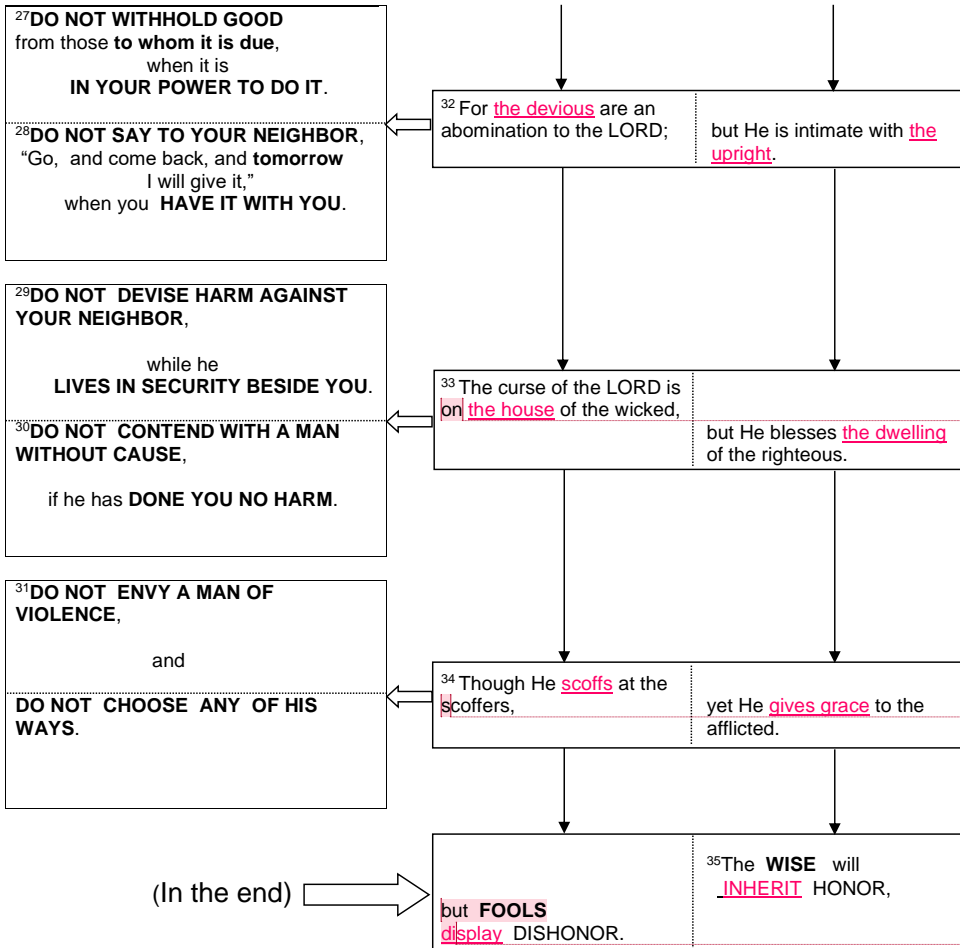 27DO NOT WITHHOLD GOOD
from those to whom it is due,
when it is
IN YOUR POWER TO DO IT.
28DO NOT SAY TO YOUR NEIGHBOR,
“Go, and come back, and tomorrow
I will give it,”
when you HAVE IT WITH YOU.
32 For the devious are an
abomination to the LORD;
but He is intimate with the
upright.
29DO NOT DEVISE HARM AGAINST
YOUR NEIGHBOR,
while he
LIVES IN SECURITY BESIDE YOU.
30DO NOT CONTEND WITH A MAN
WITHOUT CAUSE,
if he has DONE YOU NO HARM.
33 The curse of the LORD is
on the house of the wicked,
but He blesses the dwelling
of the righteous.
31DO NOT ENVY A MAN OF
VIOLENCE,
and
DO NOT CHOOSE ANY OF HIS
WAYS.
34 Though He scoffs at the
scoffers,
yet He gives grace to the
afflicted.
(In the end)
but FOOLS
display DISHONOR.
35The WISE will
INHERIT HONOR,